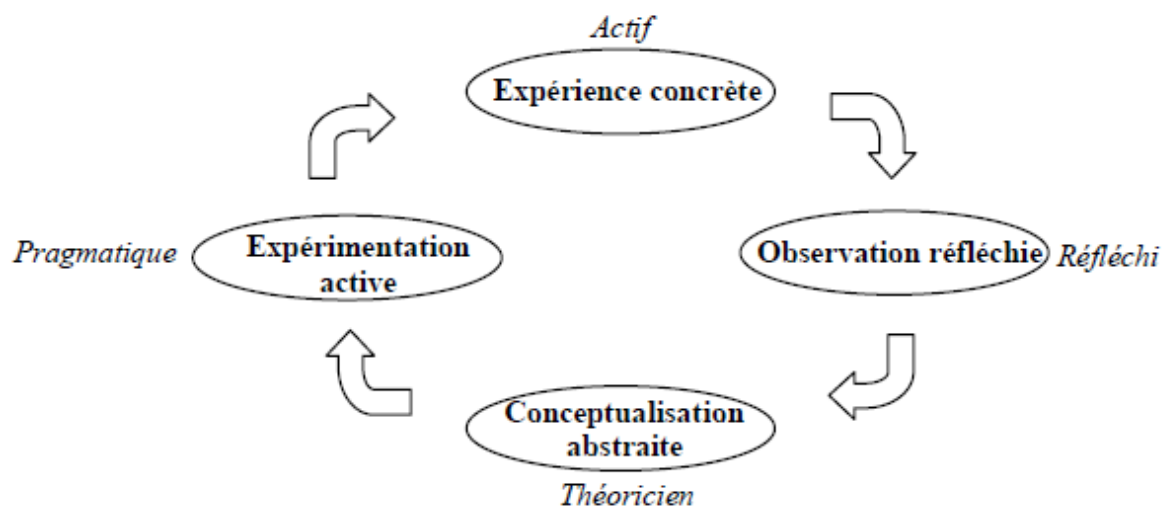 Actif
Expérience concrète
Pragmatique
Expérimentation
active
Observation réfléchie
Réfléchi
Conceptualisation
abstraite
Théoricien